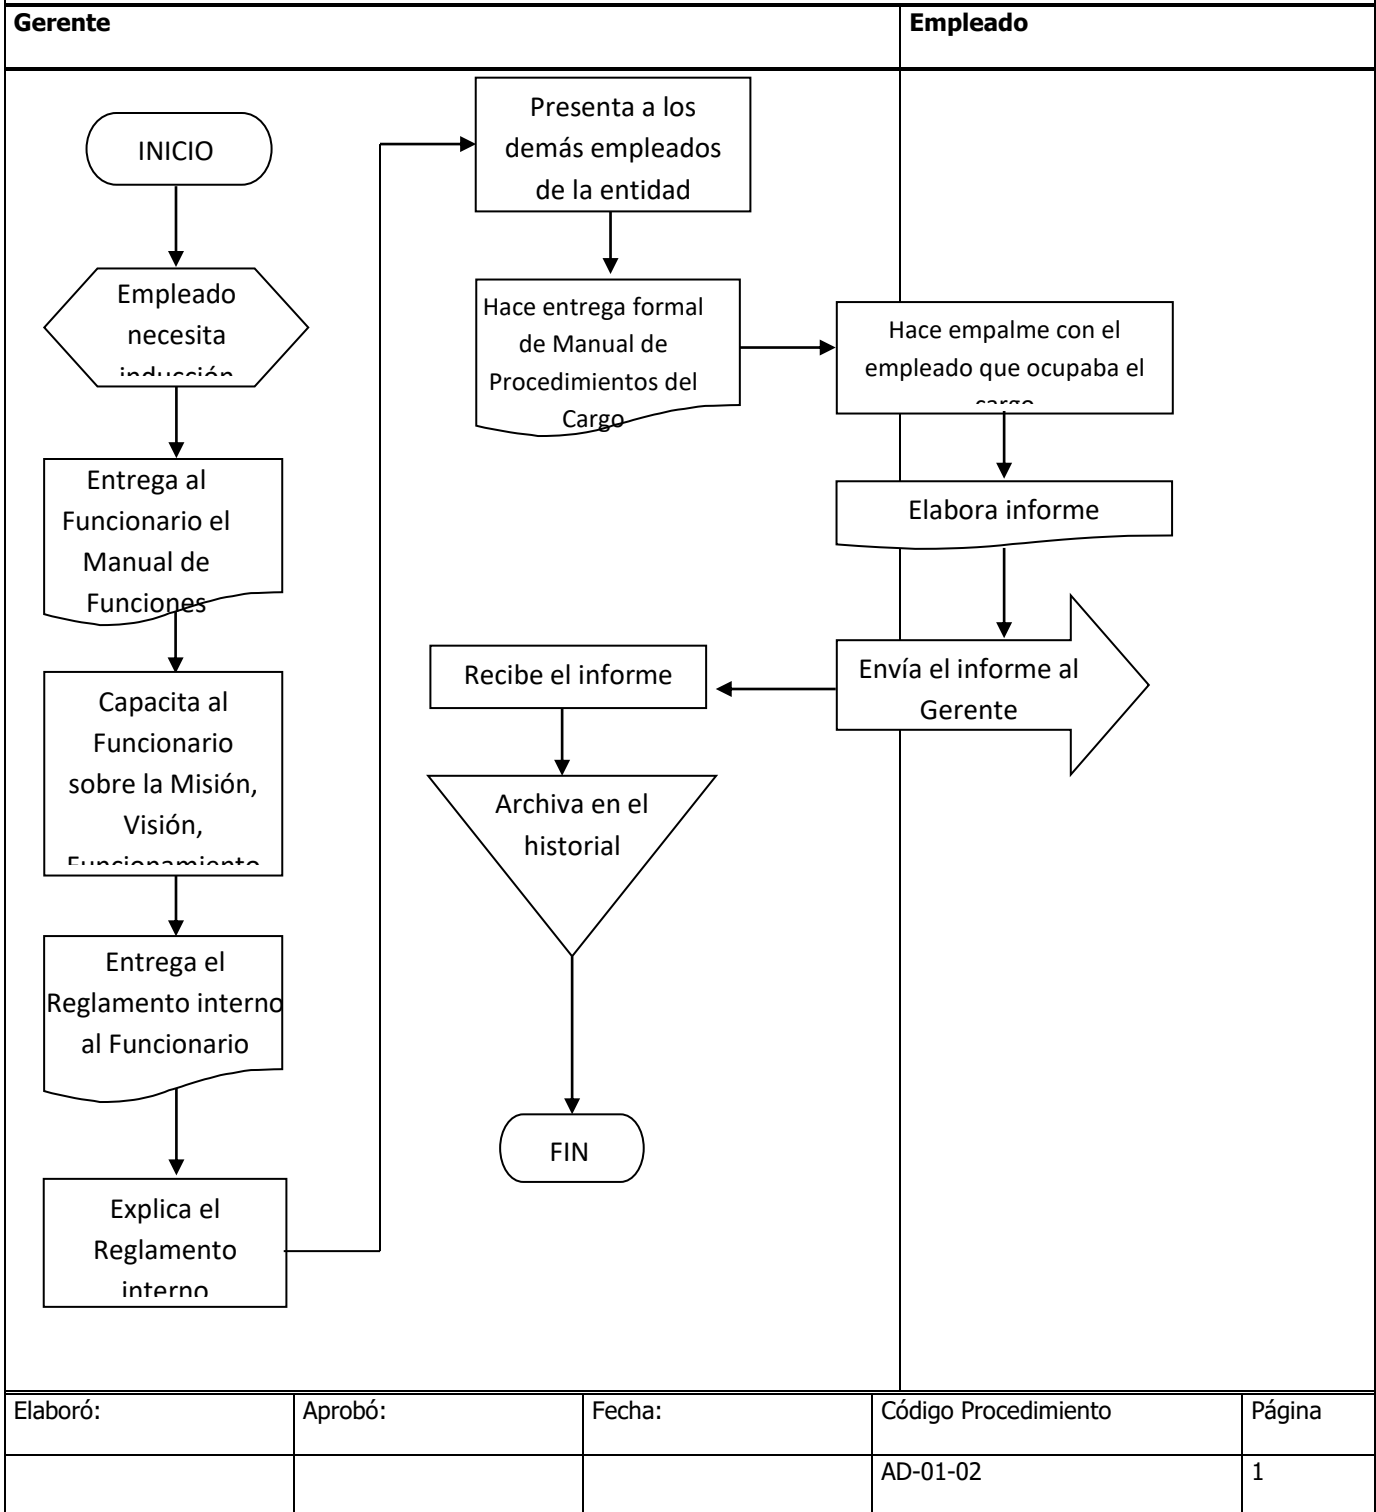 Gerente
Empleado
INICIO
Empleado
necesita
inducción
Entrega al
Funcionario el
Manual de
Funciones
Capacita al
Funcionario
sobre la Misión,
Visión,
Funcionamiento
Entrega el
Reglamento interno
al Funcionario
Explica el
Reglamento
interno
Presenta a los
demás empleados
de la entidad
Hace entrega formal
de Manual de
Procedimientos del
Cargo
Hace empalme con el
empleado que ocupaba el
cargo
Elabora informe
Envía el informe al
Gerente
Recibe el informe
Archiva en el
historial
FIN
Elaboró:
Aprobó:
Fecha:
Código Procedimiento
Página
AD-01-02
1